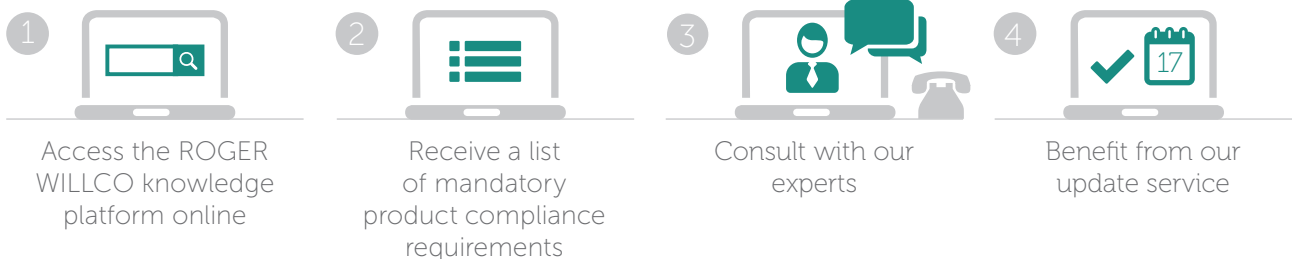 1
Access the ROGER
WILLCO knowledge
platform online
2
Receive a list
of mandatory
product compliance
requirements
3
Consult with our
experts
4
17
Benefit from our
update service